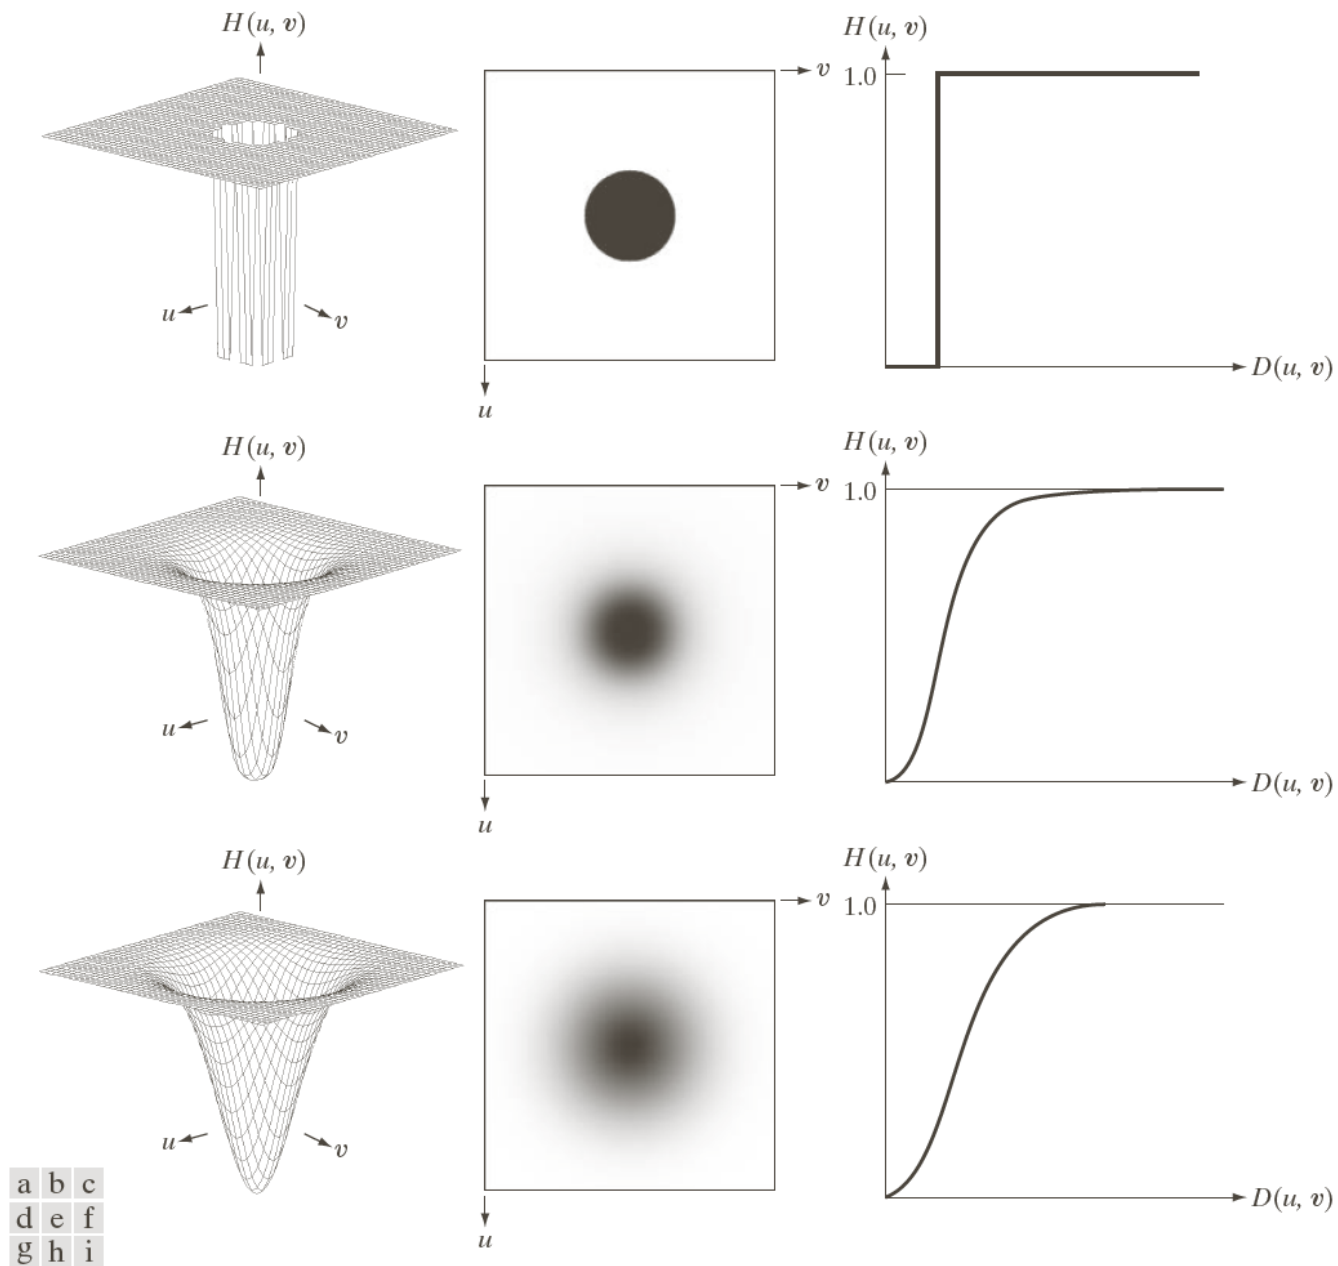 H(u, v)
v
u
u
v
H(u, v)
1.0
D(u, v)
H(u, v)
v
u
u
v
H(u, v)
1.0
D(u, v)
H(u, v)
v
u
u
v
H(u, v)
1.0
D(u, v)
a b c
d e f
g h i